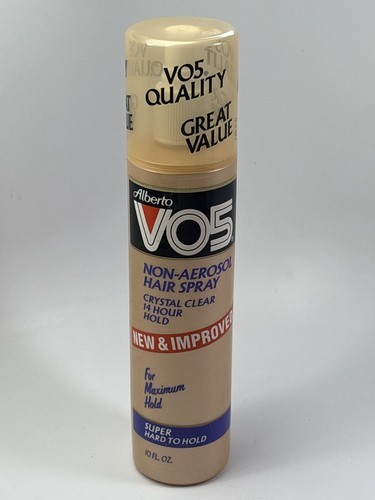 VO5®
QUALITY
GREAT
VALUE
Alberto
VO5®
NON-AEROSOL
HAIR SPRAY
CRYSTAL CLEAR
14 HOUR
HOLD
NEW & IMPROVED
For
Maximum
Hold
SUPER
HARD TO HOLD
10 FL. OZ.